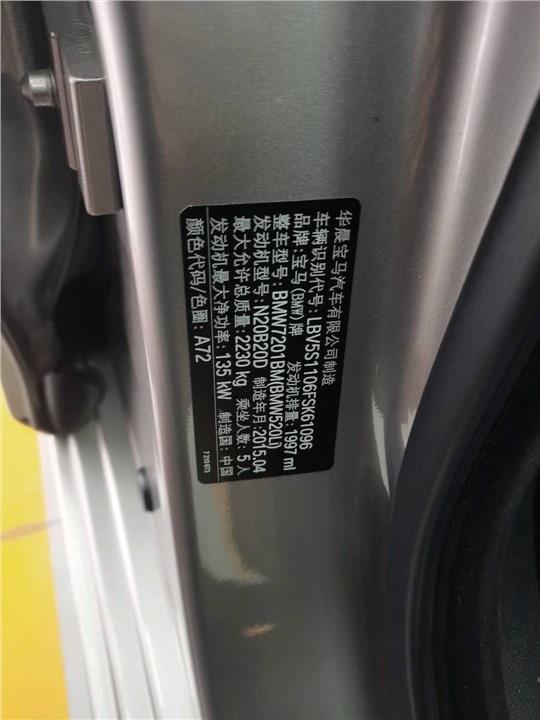 华晨宝马汽车有限公司制造
车辆识别代号: LBV5S1106FSK61096
品牌: 宝马(BMW)牌 发动机排量: 1997 ml
整车型号: BMW7201BM(BMW520Li)
发动机型号: N20B20D 制造年月: 2015.04
最大允许总质量: 2230 kg 乘坐人数: 5 人
发动机最大净功率: 135 kW 制造国: 中国
颜色代码/色圈: A72
7 310 973